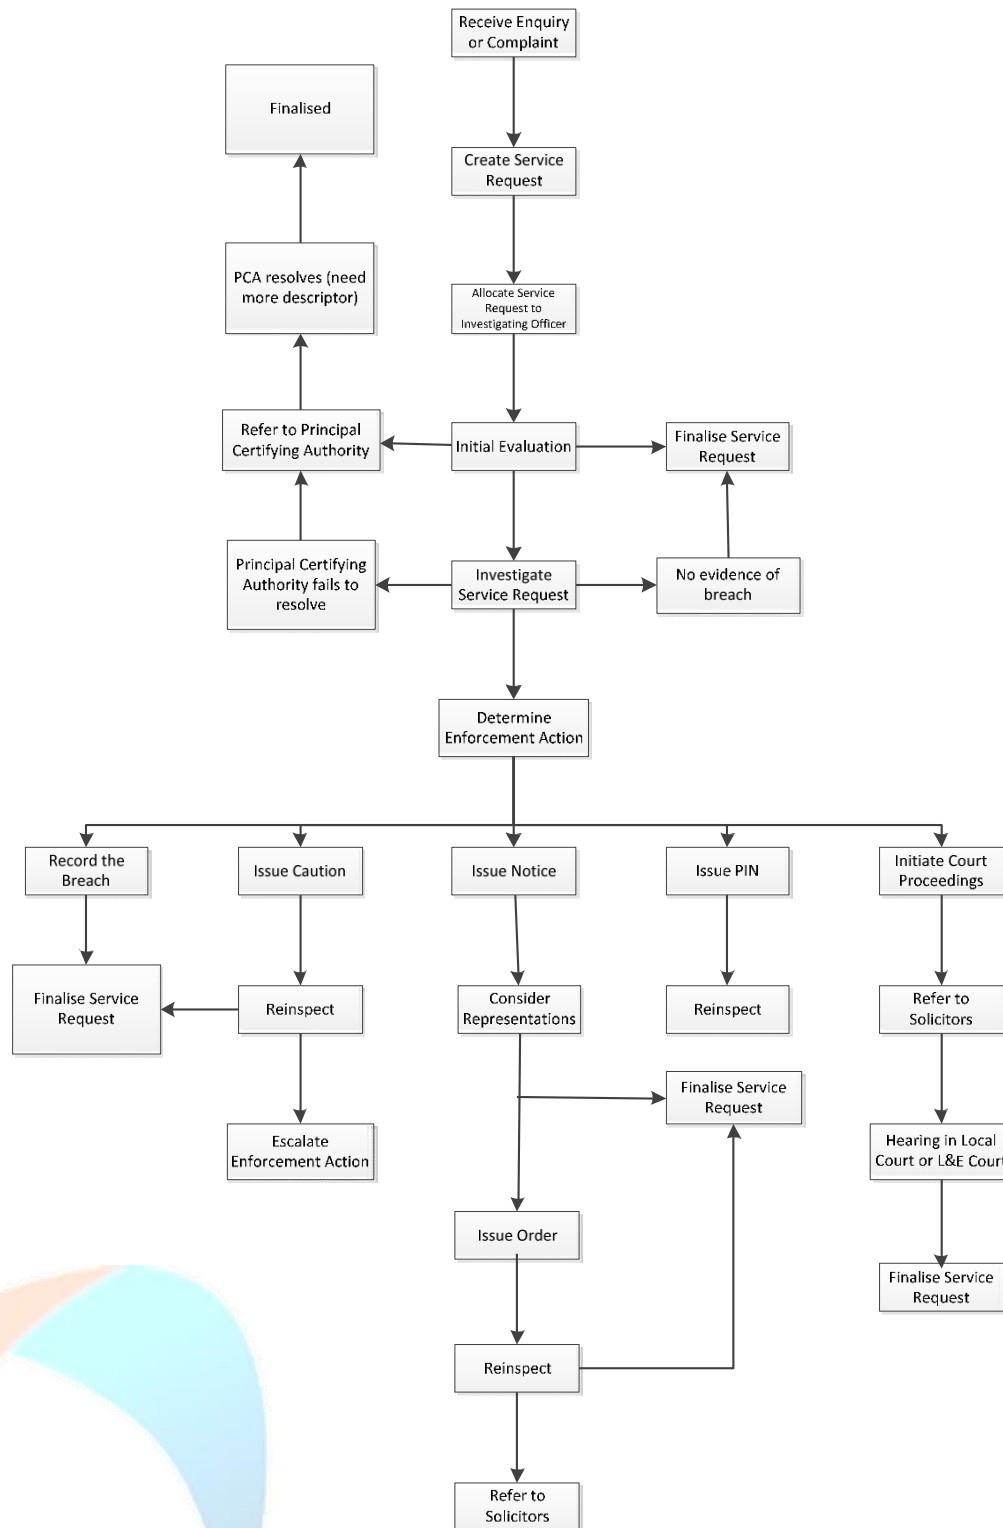 Receive Enquiry
or Complaint
Finalised
Create Service
Request
PCA resolves (need
more descriptor)
Allocate Service
Request to
Investigating Officer
Refer to Principal
Certifying Authority
Initial Evaluation
Finalise Service
Request
Principal Certifying
Authority fails to
resolve
Investigate
Service Request
No evidence of
breach
Determine
Enforcement Action
Record the
Breach
Issue Caution
Issue Notice
Issue PIN
Initiate Court
Proceedings
Finalise Service
Request
Reinspect
Consider
Representations
Reinspect
Refer to
Solicitors
Finalise Service
Request
Escalate
Enforcement Action
Hearing in Local
Court or L&E Court
Issue Order
Finalise Service
Request
Reinspect
Refer to
Solicitors